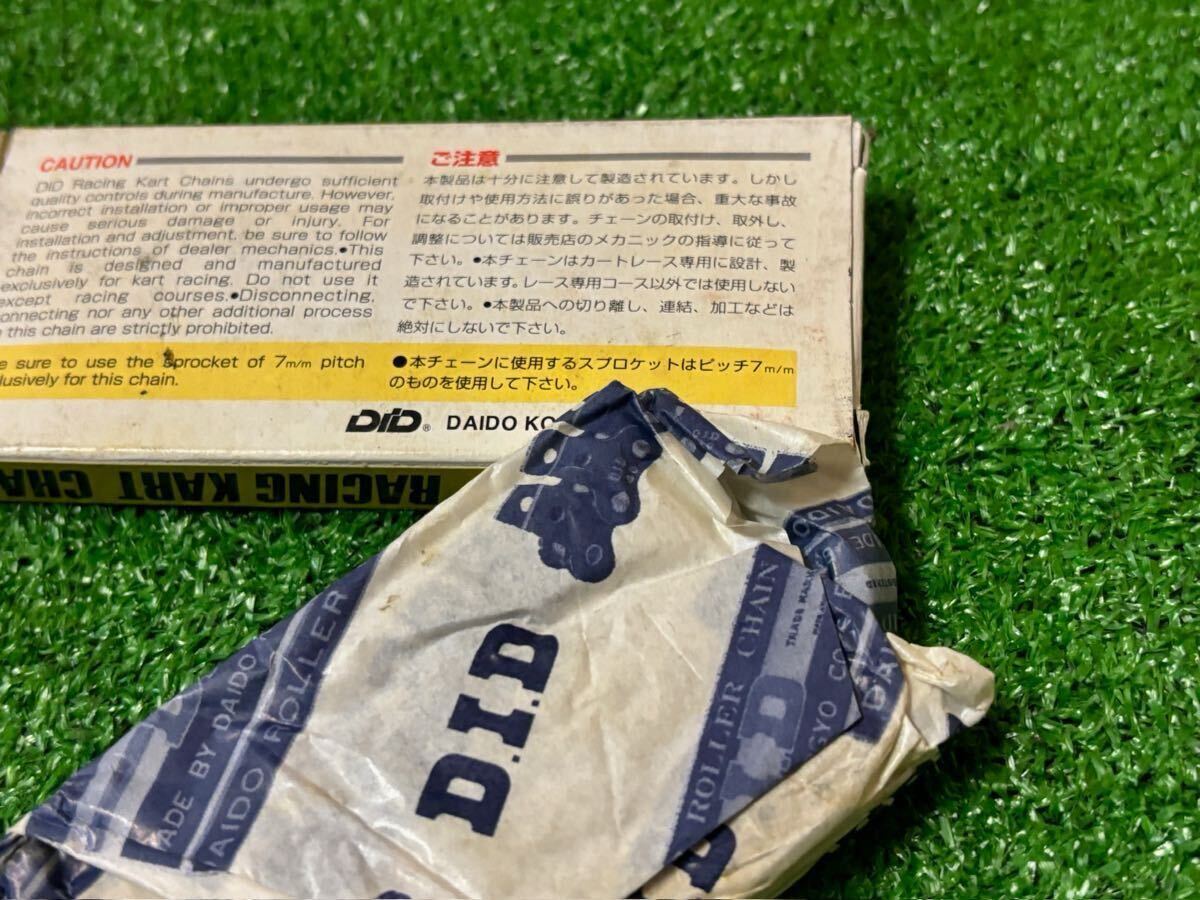 CAUTION
DID Racing Kart Chains undergo sufficient
quality controls during manufacture. However,
incorrect installation or improper usage may
cause serious damage or injury. For
installation and adjustment, be sure to follow
the instructions of dealer mechanics.●This
chain is designed and manufactured
exclusively for kart racing. Do not use it
except racing courses.●Disconnecting,
onnecting nor any other additional process
this chain are strictly prohibited.
e sure to use the sprocket of 7m/m pitch
lusively for this chain.
ご注意
本製品は十分に注意して製造されています。しかし
取付けや使用方法に誤りがあった場合、重大な事故
になることがあります。チェーンの取付け、取外し、
調整については販売店のメカニックの指導に従って
下さい。●本チェーンはカートレース専用に設計、製
造されています。レース専用コース以外では使用しない
で下さい。●本製品への切り離し、連結、加工などは
絶対にしないで下さい。
●本チェーンに使用するスプロケットはピッチ7m/m
のものを使用して下さい。
DID® DAIDO KO
RACING KART CHA
D.I.D
ROLLER CHAIN
TRADE MARK
ADE BY DAIDO
DAIDO ROLLER
GYO CO